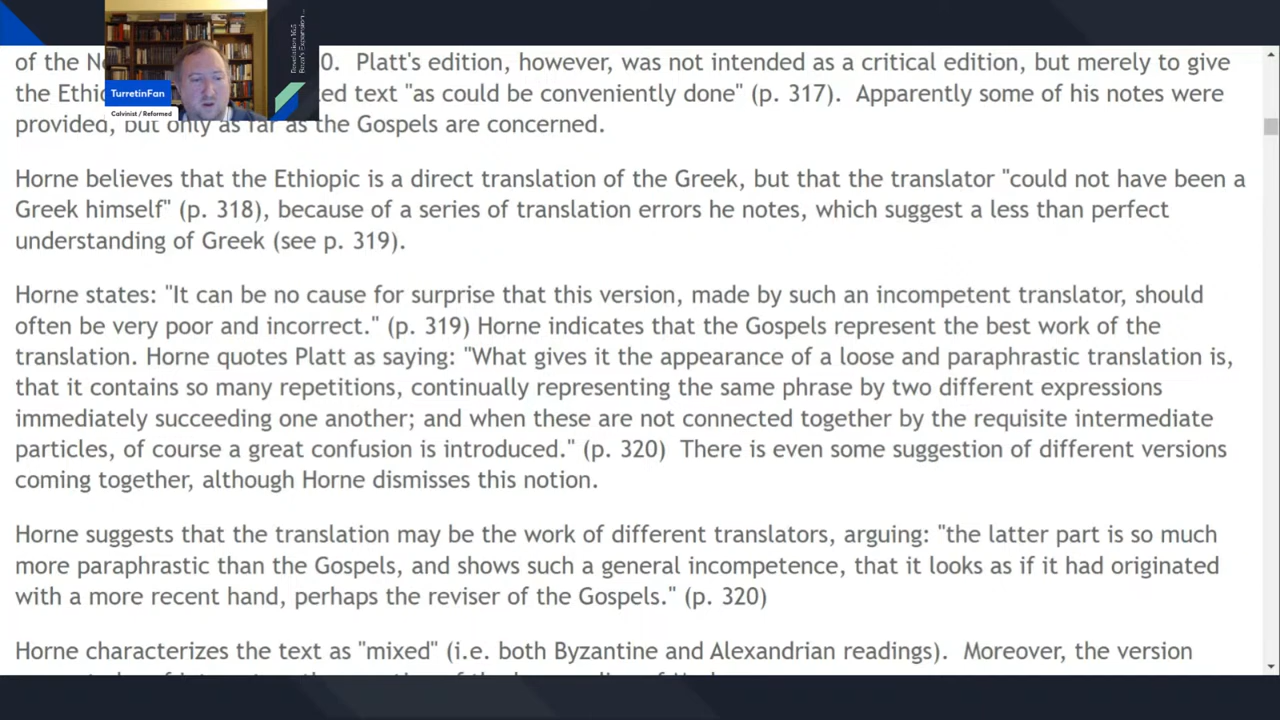 of the No 0. Platt's edition, however, was not intended as a critical edition, but merely to give
the Ethio ed text "as could be conveniently done" (p. 317). Apparently some of his notes were
provided, but only as far as the Gospels are concerned.
TurretinFan
Calvinist / Reformed
Revelation 16:5
Horne believes that the Ethiopic is a direct translation of the Greek, but that the translator "could not have been a
Greek himself" (p. 318), because of a series of translation errors he notes, which suggest a less than perfect
understanding of Greek (see p. 319).
Horne states: "It can be no cause for surprise that this version, made by such an incompetent translator, should
often be very poor and incorrect." (p. 319) Horne indicates that the Gospels represent the best work of the
translation. Horne quotes Platt as saying: "What gives it the appearance of a loose and paraphrastic translation is,
that it contains so many repetitions, continually representing the same phrase by two different expressions
immediately succeeding one another; and when these are not connected together by the requisite intermediate
particles, of course a great confusion is introduced." (p. 320) There is even some suggestion of different versions
coming together, although Horne dismisses this notion.
Horne suggests that the translation may be the work of different translators, arguing: "the latter part is so much
more paraphrastic than the Gospels, and shows such a general incompetence, that it looks as if it had originated
with a more recent hand, perhaps the reviser of the Gospels." (p. 320)
Horne characterizes the text as "mixed" (i.e. both Byzantine and Alexandrian readings). Moreover, the version